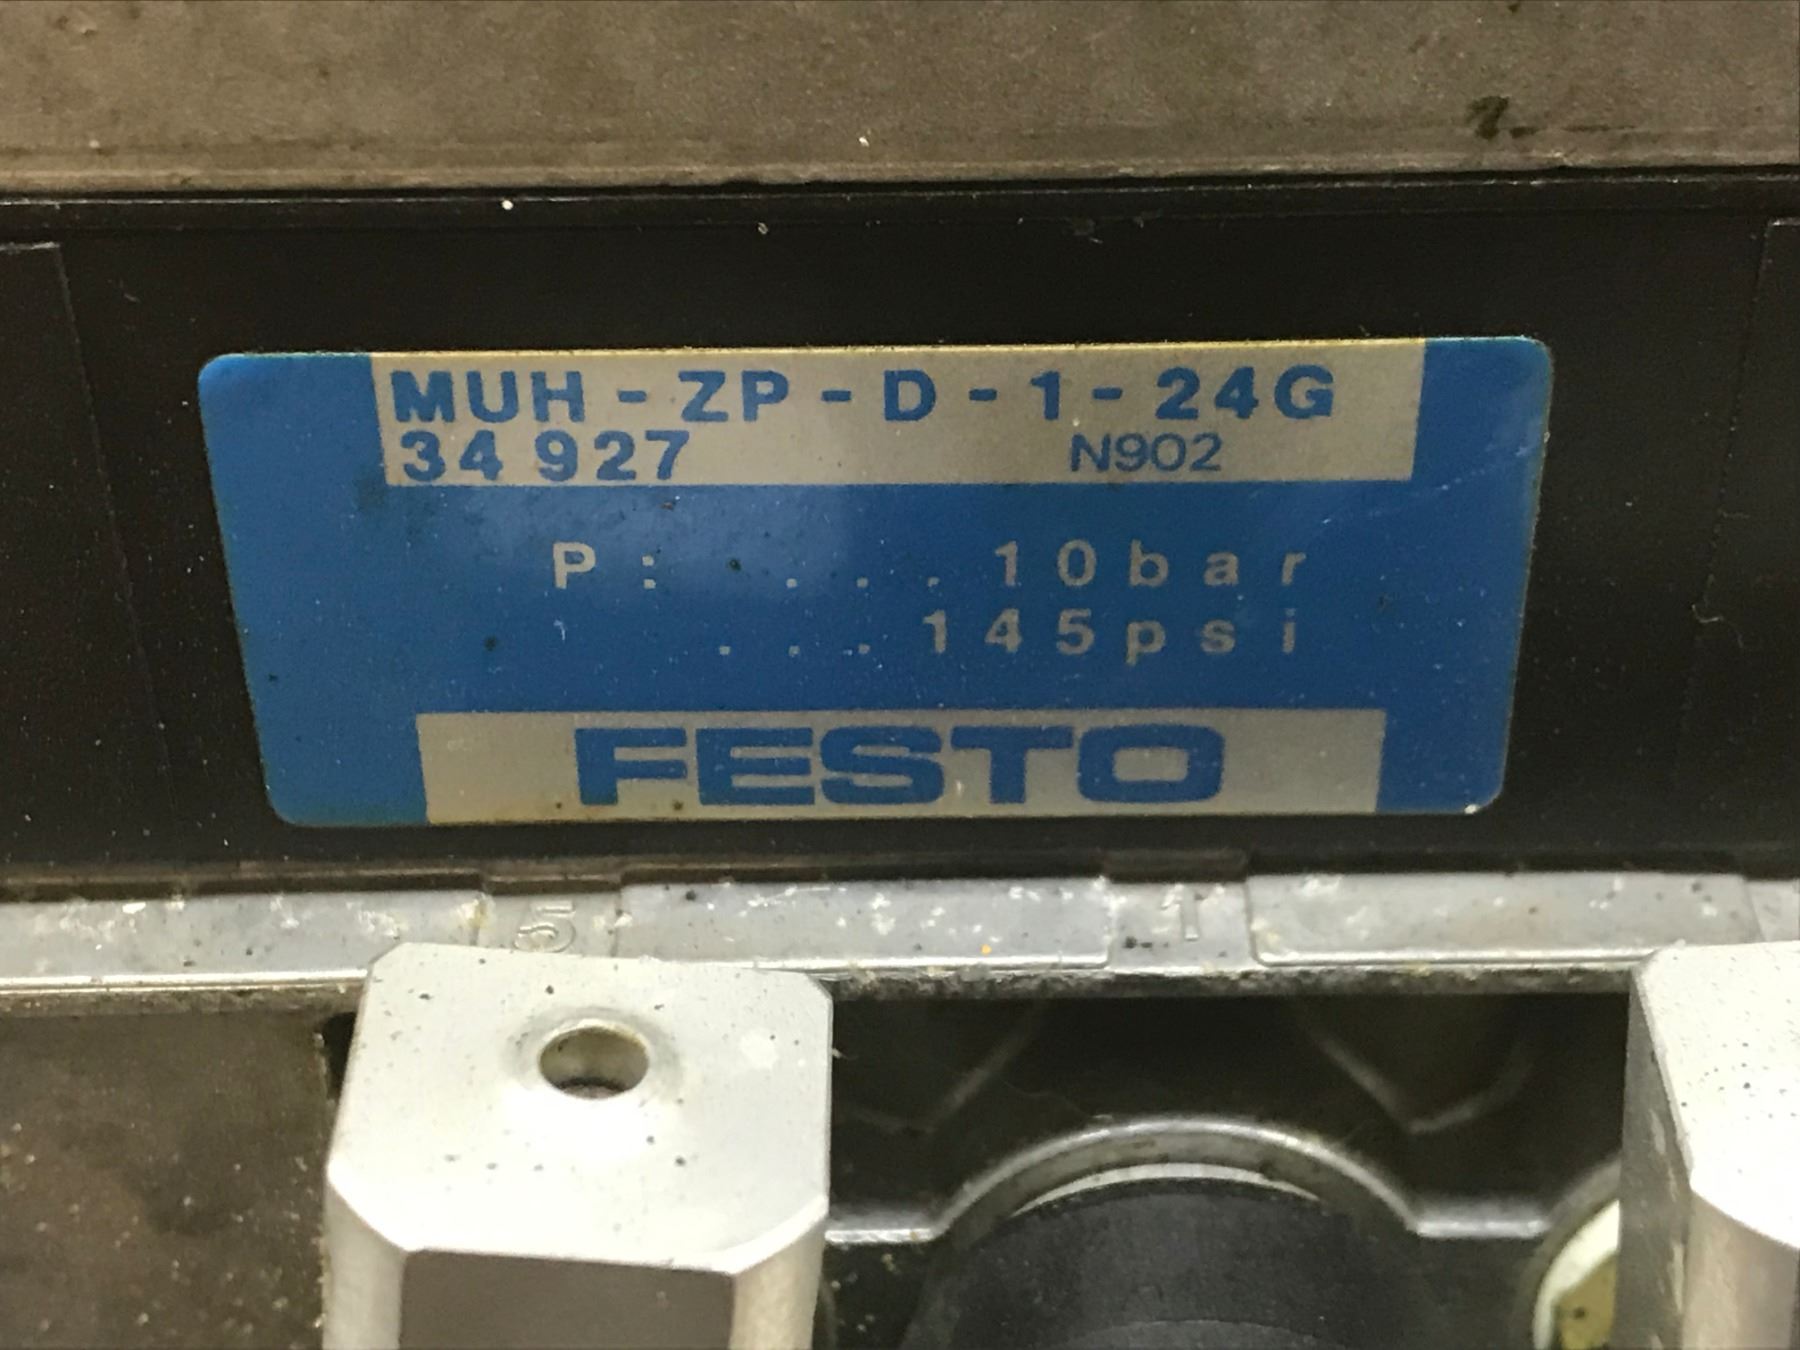 MUH - ZP - D - 1 - 24G
34 927 N902
P: . . . . 10bar
. . . 145psi
FESTO
5 1